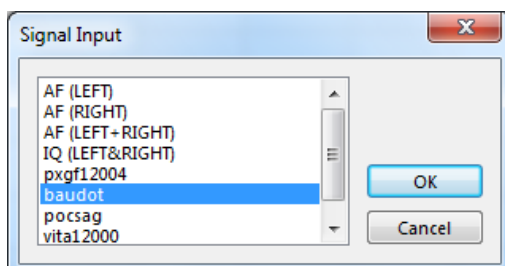 Signal Input
AF (LEFT)
AF (RIGHT)
AF (LEFT+RIGHT)
IQ (LEFT&RIGHT)
pxgf12004
baudot
pocsag
vita12000
OK
Cancel